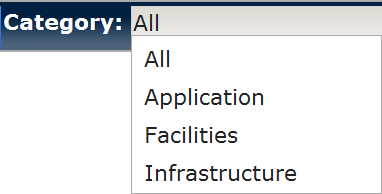 Category: All
All
Application
Facilities
Infrastructure